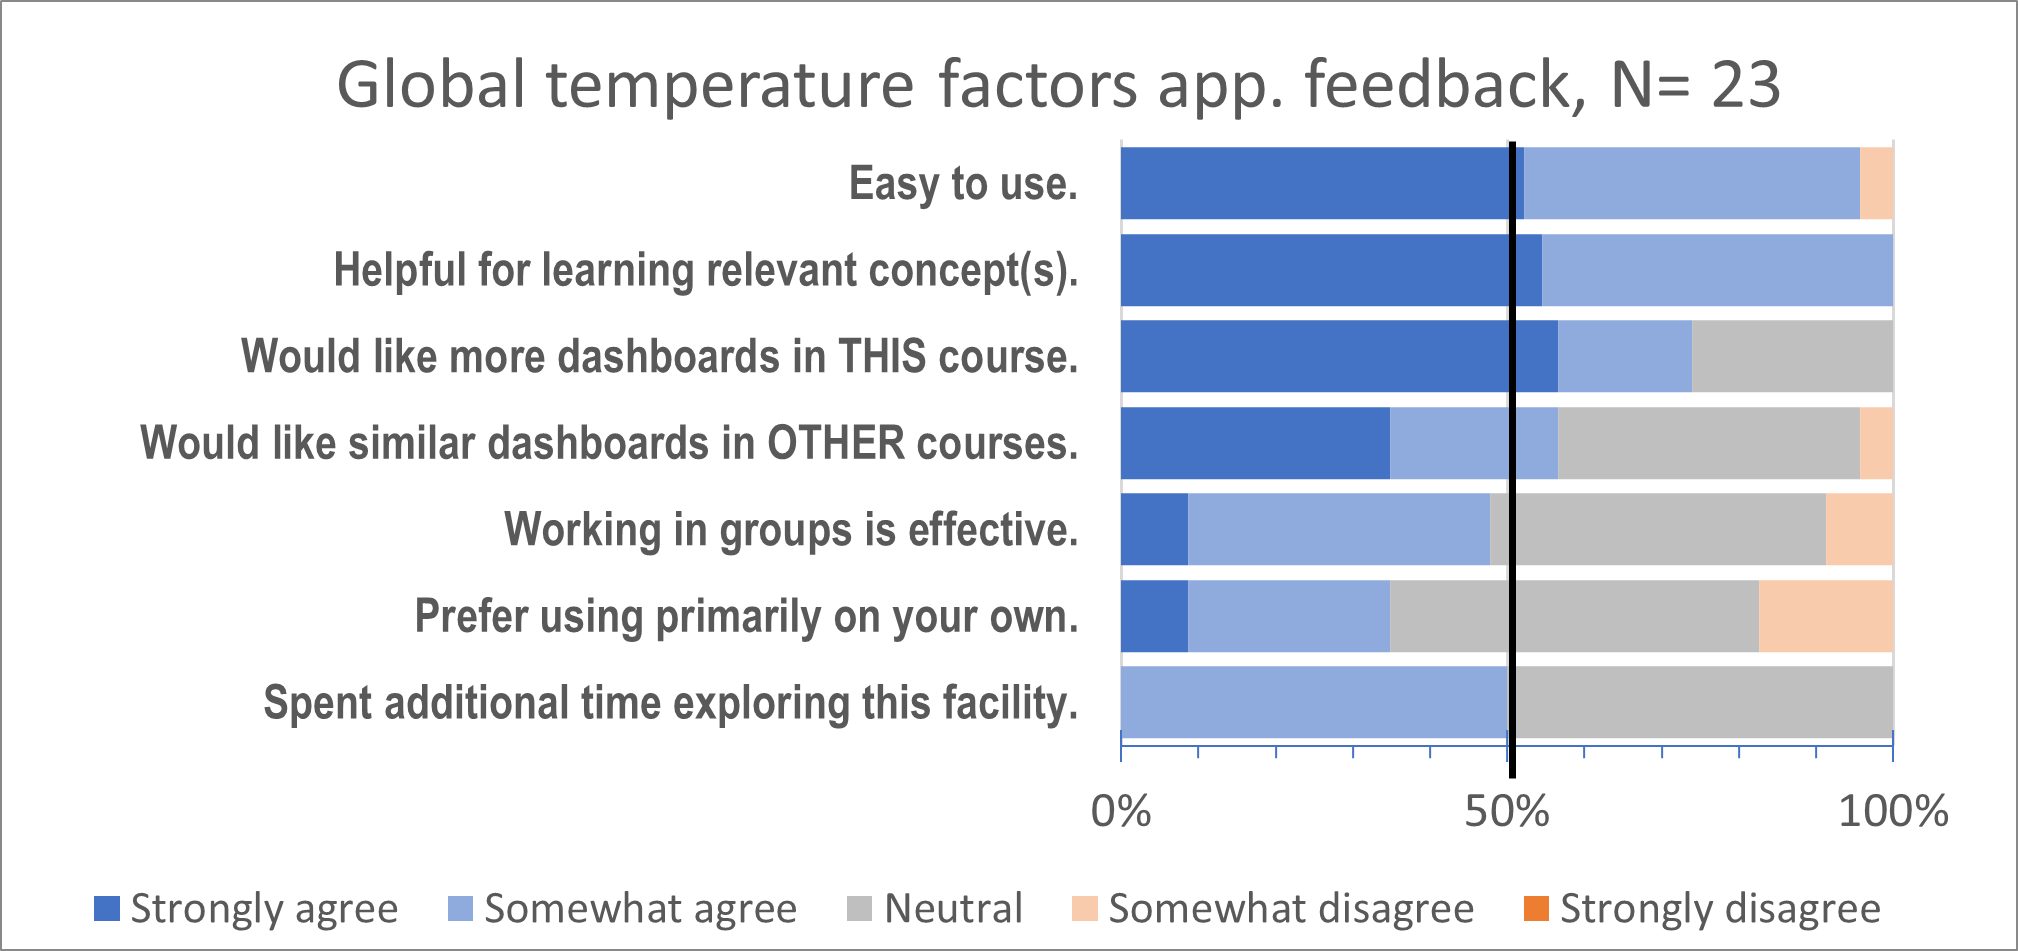 Global temperature factors app. feedback, N= 23
Easy to use.
Helpful for learning relevant concept(s).
Would like more dashboards in THIS course.
Would like similar dashboards in OTHER courses.
Working in groups is effective.
Prefer using primarily on your own.
Spent additional time exploring this facility.
0% 50% 100%
Strongly agree Somewhat agree Neutral Somewhat disagree Strongly disagree